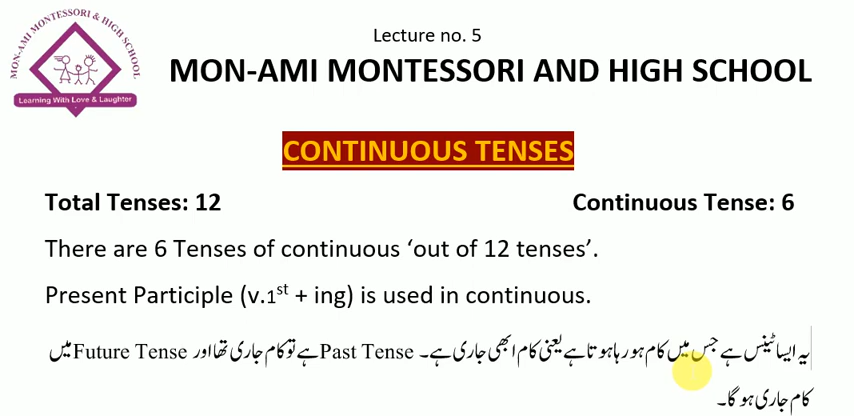 MON-AMI MONTESSORI & HIGH SCHOOL
Learning With Love & Laughter
Lecture no. 5
MON-AMI MONTESSORI AND HIGH SCHOOL
CONTINUOUS TENSES
Total Tenses: 12 Continuous Tense: 6
There are 6 Tenses of continuous ‘out of 12 tenses’.
Present Participle (v.1st + ing) is used in continuous.
یہ ایسا ٹینس ہے جس میں کام ہو رہا ہوتا ہے یعنی کام ابھی جاری ہے۔ Past Tense ہے تو کام جاری تھا اور Future Tense میں
کام جاری ہو گا۔